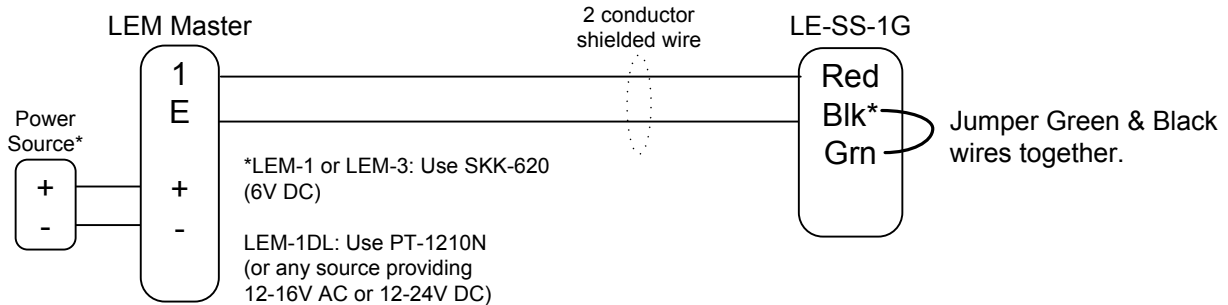 LEM Master
2 conductor
shielded wire
LE-SS-1G
1
E
+
-
Power
Source*
+
-
*LEM-1 or LEM-3: Use SKK-620
(6V DC)
LEM-1DL: Use PT-1210N
(or any source providing
12-16V AC or 12-24V DC)
Red
Blk*
Grn
Jumper Green & Black
wires together.